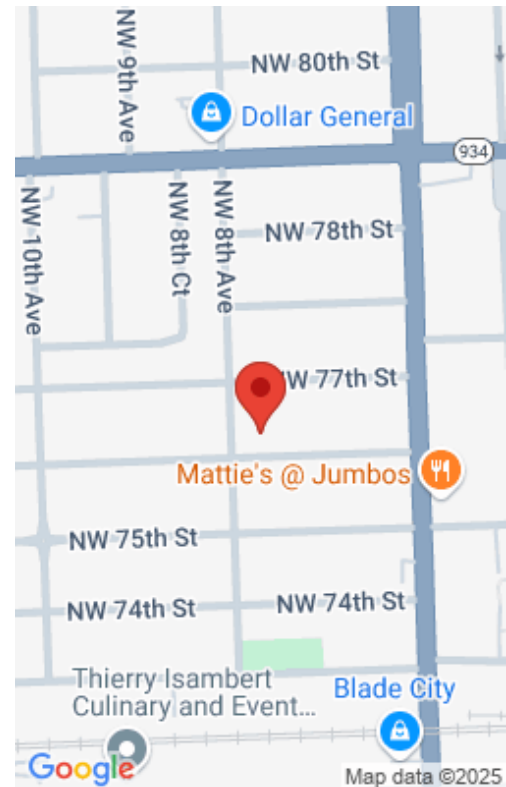 NW 9th Ave
NW 80th St
Dollar General
934
NW 10th Ave
NW 8th Ct
NW 8th Ave
NW 78th St
W 77th St
Mattie's @ Jumbos
NW 75th St
NW 74th St
NW 74th St
Thierry Isambert
Culinary and Event...
Blade City
Google
Map data ©2025